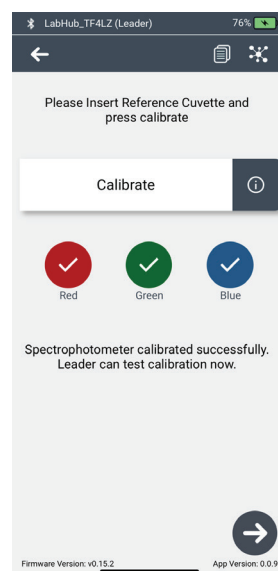 LabHub_TF4LZ (Leader) 76%
Please Insert Reference Cuvette and
press calibrate
Calibrate
Red Green Blue
Spectrophotometer calibrated successfully.
Leader can test calibration now.
Firmware Version: v0.15.2 App Version: 0.0.9